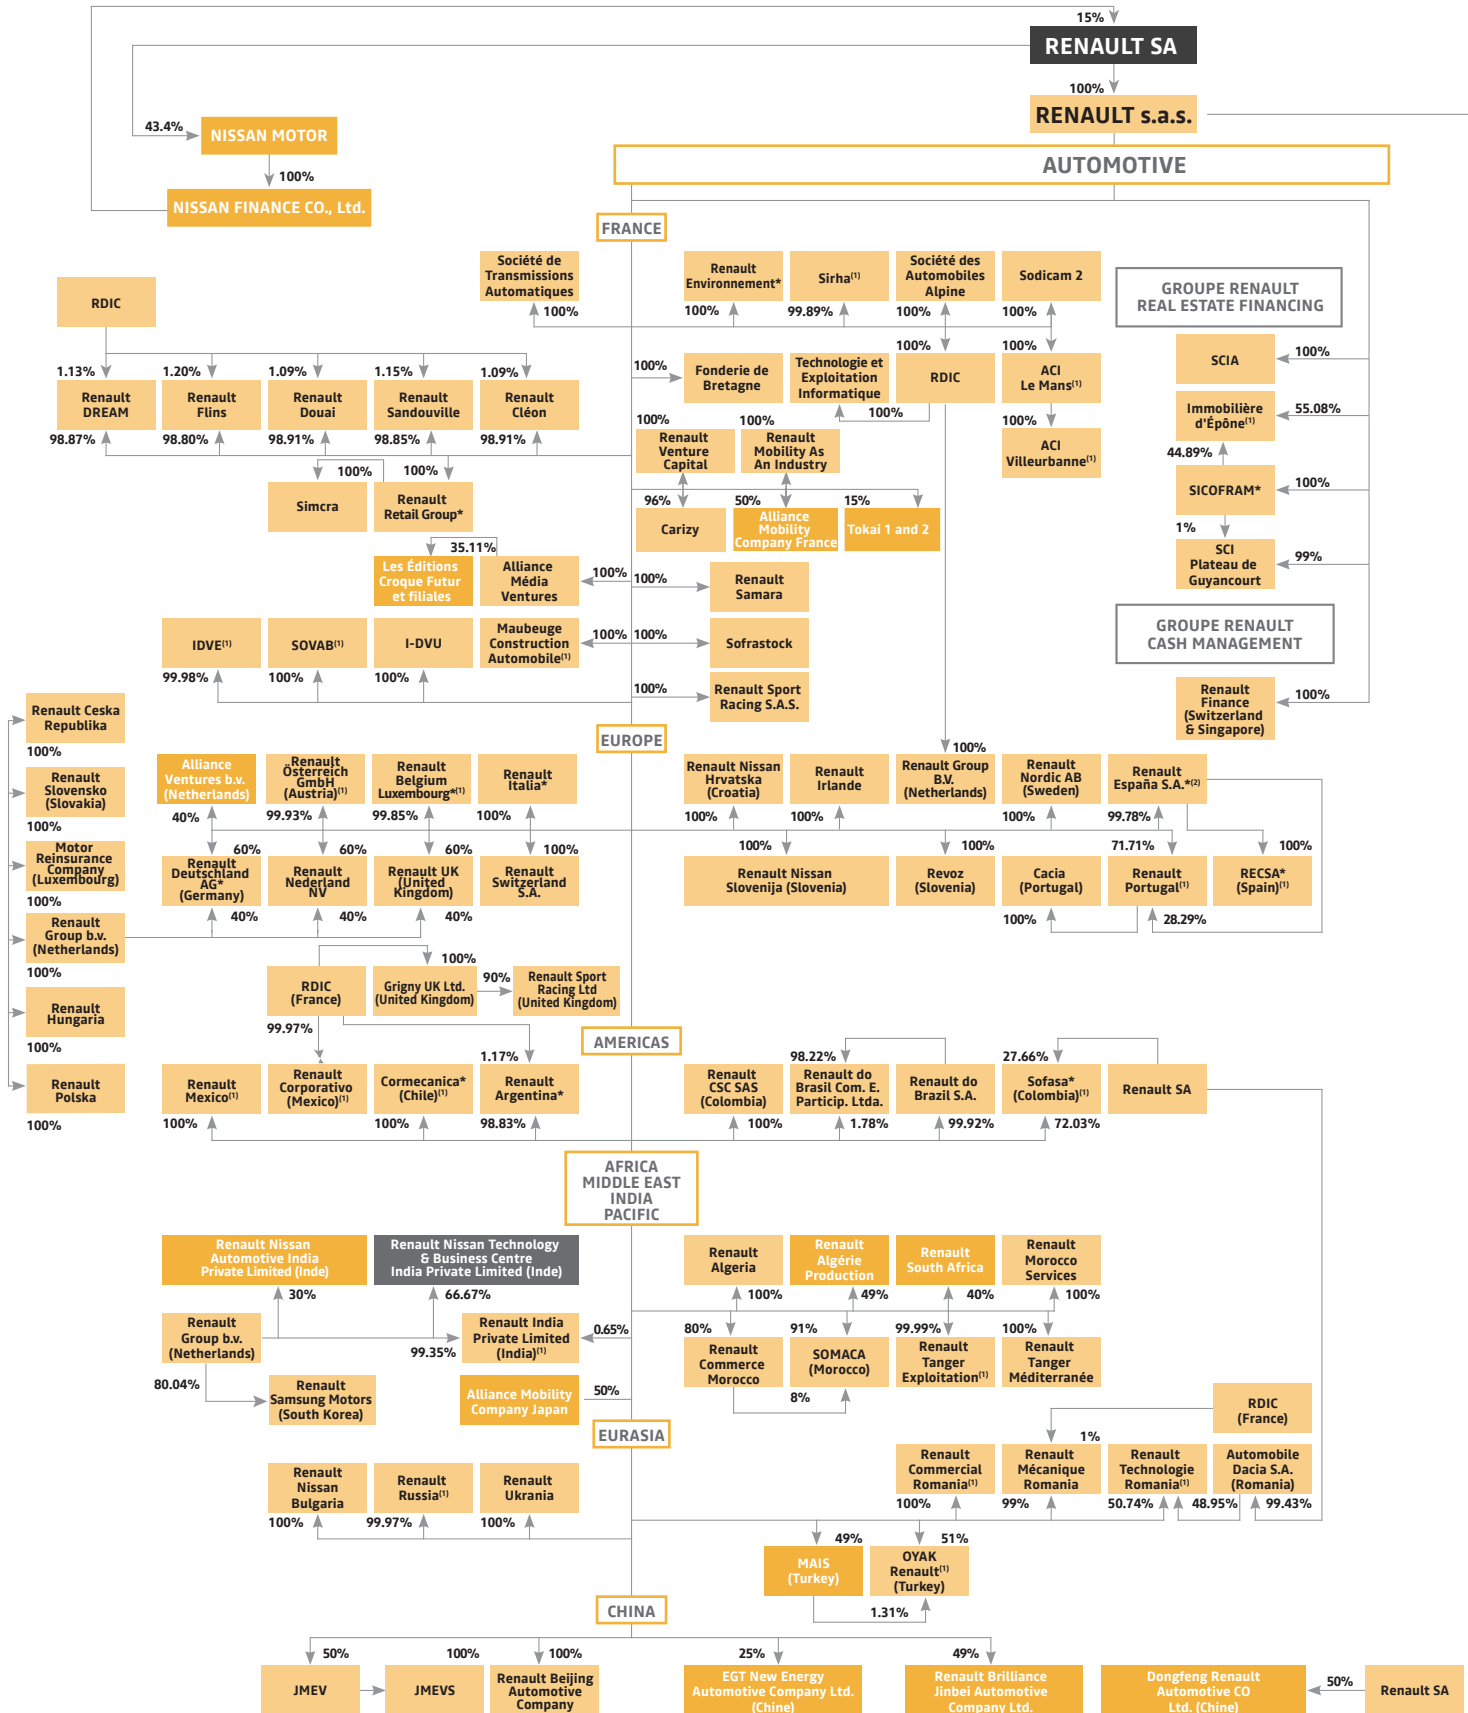 15%
RENAULT SA
100%
RENAULT s.a.s.
43.4%
NISSAN MOTOR
100%
NISSAN FINANCE CO., Ltd.
AUTOMOTIVE
FRANCE
Société de
Transmissions
Automatiques
100%
Renault
Environnement*
100%
Sirha(1)
99.89%
Société des
Automobiles
Alpine
100%
Sodicam 2
100%
GROUPE RENAULT
REAL ESTATE FINANCING
RDIC
1.13%
1.20%
1.09%
1.15%
1.09%
Renault
DREAM
Renault
Flins
Renault
Douai
Renault
Sandouville
Renault
Cléon
98.87%
98.80%
98.91%
98.85%
98.91%
100%
Simcra
100%
Renault
Retail Group*
100%
Fonderie de
Bretagne
Technologie et
Exploitation
Informatique
100%
100%
RDIC
100%
ACI
Le Mans(1)
100%
ACI
Villeurbanne(1)
SCIA
100%
Immobilière
d'Épône(1)
55.08%
44.89%
SICOFRAM*
100%
1%
SCI
Plateau de
Guyancourt
99%
100%
Renault
Venture
Capital
100%
Renault
Mobility As
An Industry
96%
Carizy
50%
Alliance
Mobility
Company France
15%
Tokai 1 and 2
35.11%
Les Éditions
Croque Futur
et filiales
Alliance
Média
Ventures
100%
100%
Renault
Samara
IDVE(1)
99.98%
SOVAB(1)
100%
I-DVU
100%
Maubeuge
Construction
Automobile(1)
100%
100%
Sofrastock
100%
Renault Sport
Racing S.A.S.
GROUPE RENAULT
CASH MANAGEMENT
Renault
Finance
(Switzerland
& Singapore)
100%
EUROPE
Renault Ceska
Republika
100%
Renault
Slovensko
(Slovakia)
100%
Motor
Reinsurance
Company
(Luxembourg)
100%
Renault
Group b.v.
(Netherlands)
100%
Renault
Hungaria
100%
Renault
Polska
100%
Alliance
Ventures b.v.
(Netherlands)
40%
Renault
Österreich
GmbH
(Austria)(1)
99.93%
Renault
Belgium
Luxembourg*(1)
99.85%
Renault
Italia*
100%
60%
Renault
Deutschland
AG*
(Germany)
40%
60%
Renault
Nederland
NV
40%
60%
Renault UK
(United
Kingdom)
40%
100%
Renault
Switzerland
S.A.
Renault Nissan
Hrvatska
(Croatia)
100%
Renault
Irlande
100%
100%
Renault Group
B.V.
(Netherlands)
Renault
Nordic AB
(Sweden)
100%
Renault
España S.A.*(2)
99.78%
100%
Renault Nissan
Slovenija (Slovenia)
100%
Revoz
(Slovenia)
Cacia
(Portugal)
100%
71.71%
Renault
Portugal(1)
28.29%
100%
RECSA*
(Spain)(1)
RDIC
(France)
99.97%
100%
Grigny UK Ltd.
(United Kingdom)
90%
Renault Sport
Racing Ltd
(United Kingdom)
AMERICAS
Renault
Mexico(1)
100%
Renault
Corporativo
(Mexico)(1)
Cormecanica*
(Chile)(1)
100%
1.17%
Renault
Argentina*
98.83%
Renault
CSC SAS
(Colombia)
100%
98.22%
Renault do
Brasil Com. E.
Particip. Ltda.
1.78%
Renault do
Brazil S.A.
99.92%
27.66%
Sofasa*
(Colombia)(1)
72.03%
Renault SA
AFRICA
MIDDLE EAST
INDIA
PACIFIC
Renault Nissan
Automotive India
Private Limited (Inde)
30%
Renault Nissan Technology
& Business Centre
India Private Limited (Inde)
66.67%
Renault
Group b.v.
(Netherlands)
99.35%
Renault India
Private Limited
(India)(1)
0.65%
80.04%
Renault
Samsung Motors
(South Korea)
Alliance Mobility
Company Japan
50%
Renault
Algeria
100%
Renault
Algérie
Production
49%
Renault
South Africa
40%
Renault
Morocco
Services
100%
80%
Renault
Commerce
Morocco
91%
SOMACA
(Morocco)
8%
99.99%
Renault
Tanger
Exploitation(1)
100%
Renault
Tanger
Méditerranée
EURASIA
RDIC
(France)
1%
Renault
Nissan
Bulgaria
100%
Renault
Russia(1)
99.97%
Renault
Ukrania
100%
Renault
Commercial
Romania(1)
100%
Renault
Mécanique
Romania
99%
Renault
Technologie
Romania(1)
50.74%
48.95%
Automobile
Dacia S.A.
(Romania)
99.43%
49%
MAIS
(Turkey)
51%
OYAK
Renault(1)
(Turkey)
1.31%
CHINA
50%
JMEV
100%
JMEVS
100%
Renault Beijing
Automotive
Company
25%
EGT New Energy
Automotive Company Ltd.
(Chine)
49%
Renault Brilliance
Jinbei Automotive
Company Ltd.
Dongfeng Renault
Automotive CO
Ltd. (Chine)
50%
Renault SA